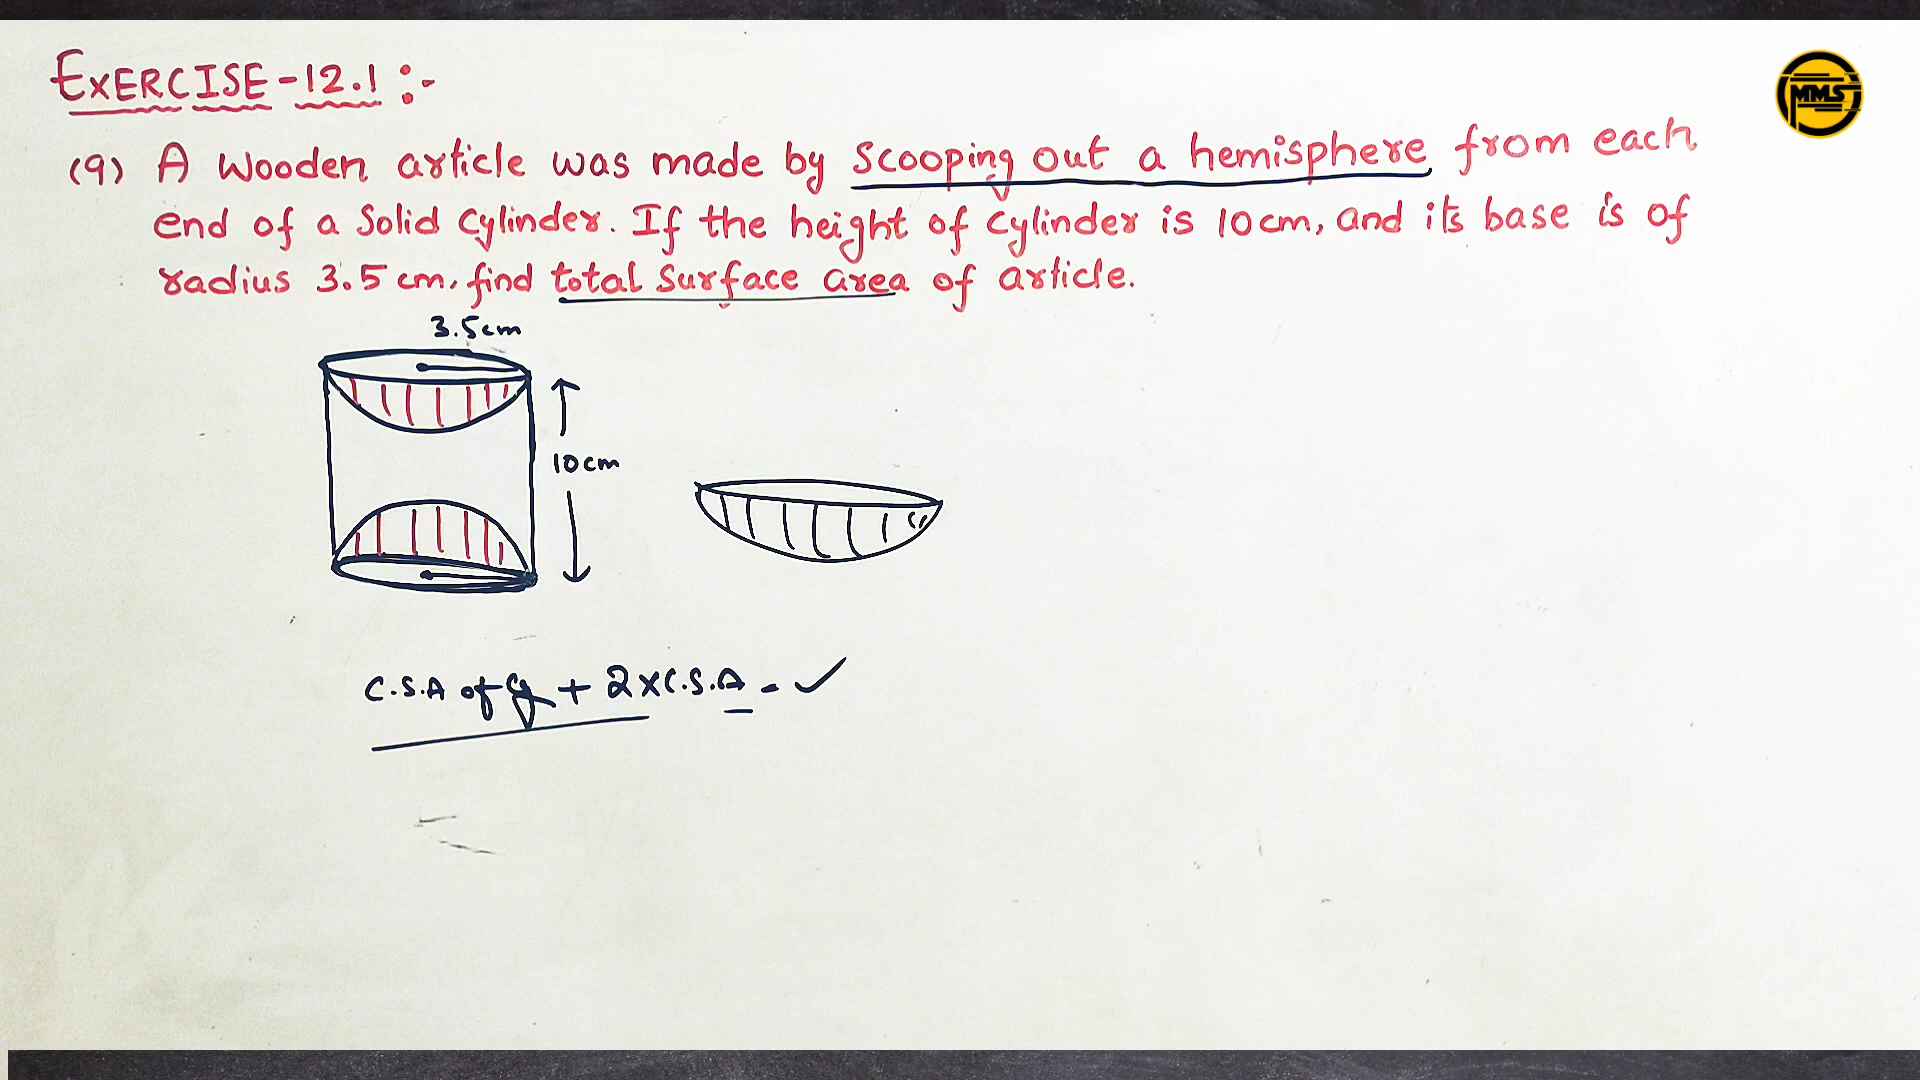 EXERCISE-12.1:-
MMS
(9) A Wooden article was made by scooping out a hemisphere from each
end of a Solid Cylinder. If the height of Cylinder is 10cm, and its base is of
radius 3.5 cm, find total Surface area of article.
3.5cm
10cm
C.S.A of Cy + 2×C.S.A